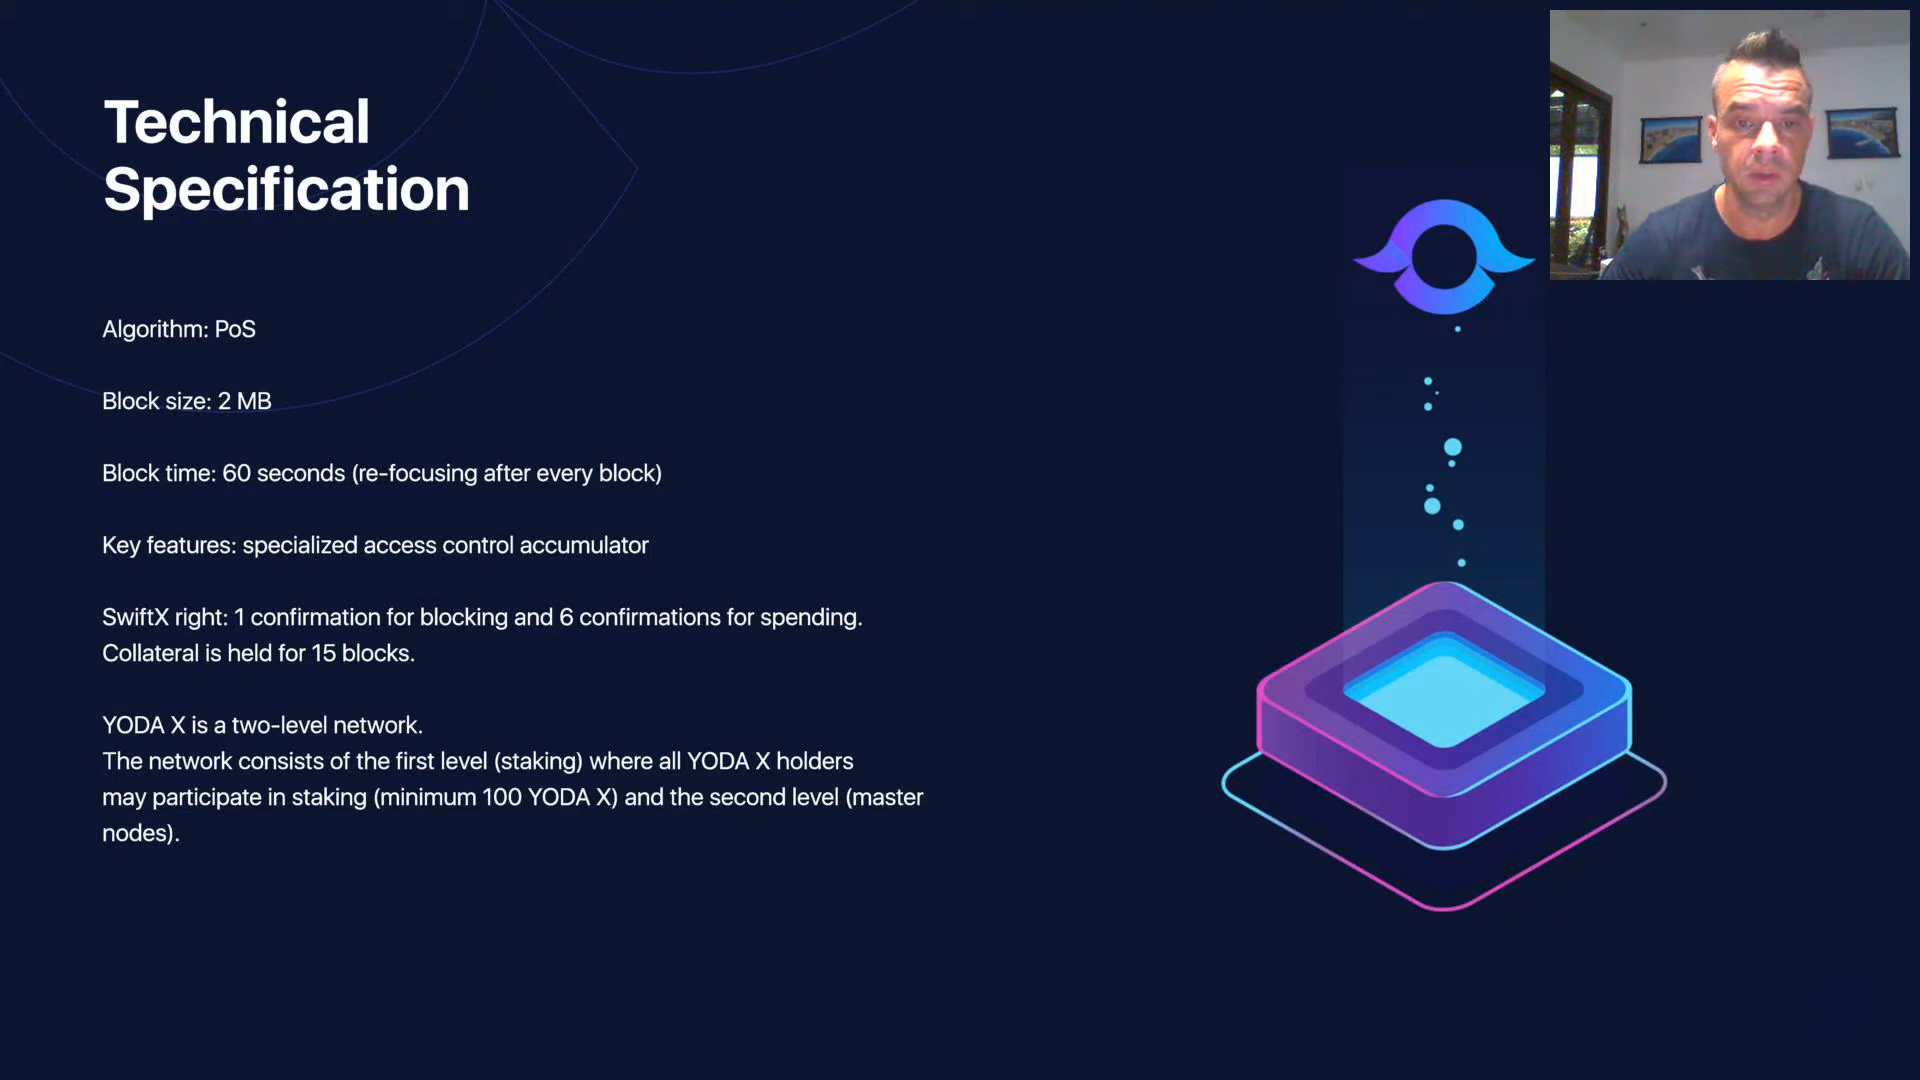 Technical
Specification
Algorithm: PoS
Block size: 2 MB
Block time: 60 seconds (re-focusing after every block)
Key features: specialized access control accumulator
SwiftX right: 1 confirmation for blocking and 6 confirmations for spending.
Collateral is held for 15 blocks.
YODA X is a two-level network.
The network consists of the first level (staking) where all YODA X holders
may participate in staking (minimum 100 YODA X) and the second level (master
nodes).